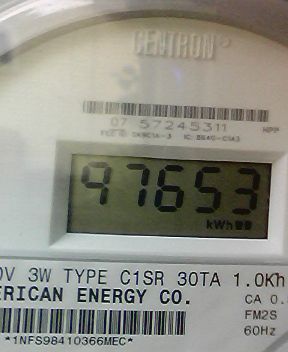 CENTRON®
07 57245311 HPP
97653
kWh
0V 3W TYPE C1SR 30TA 1.0Kh
ERICAN ENERGY CO.
CA 0.
FM2S
60Hz
*1NFS98410366MEC*